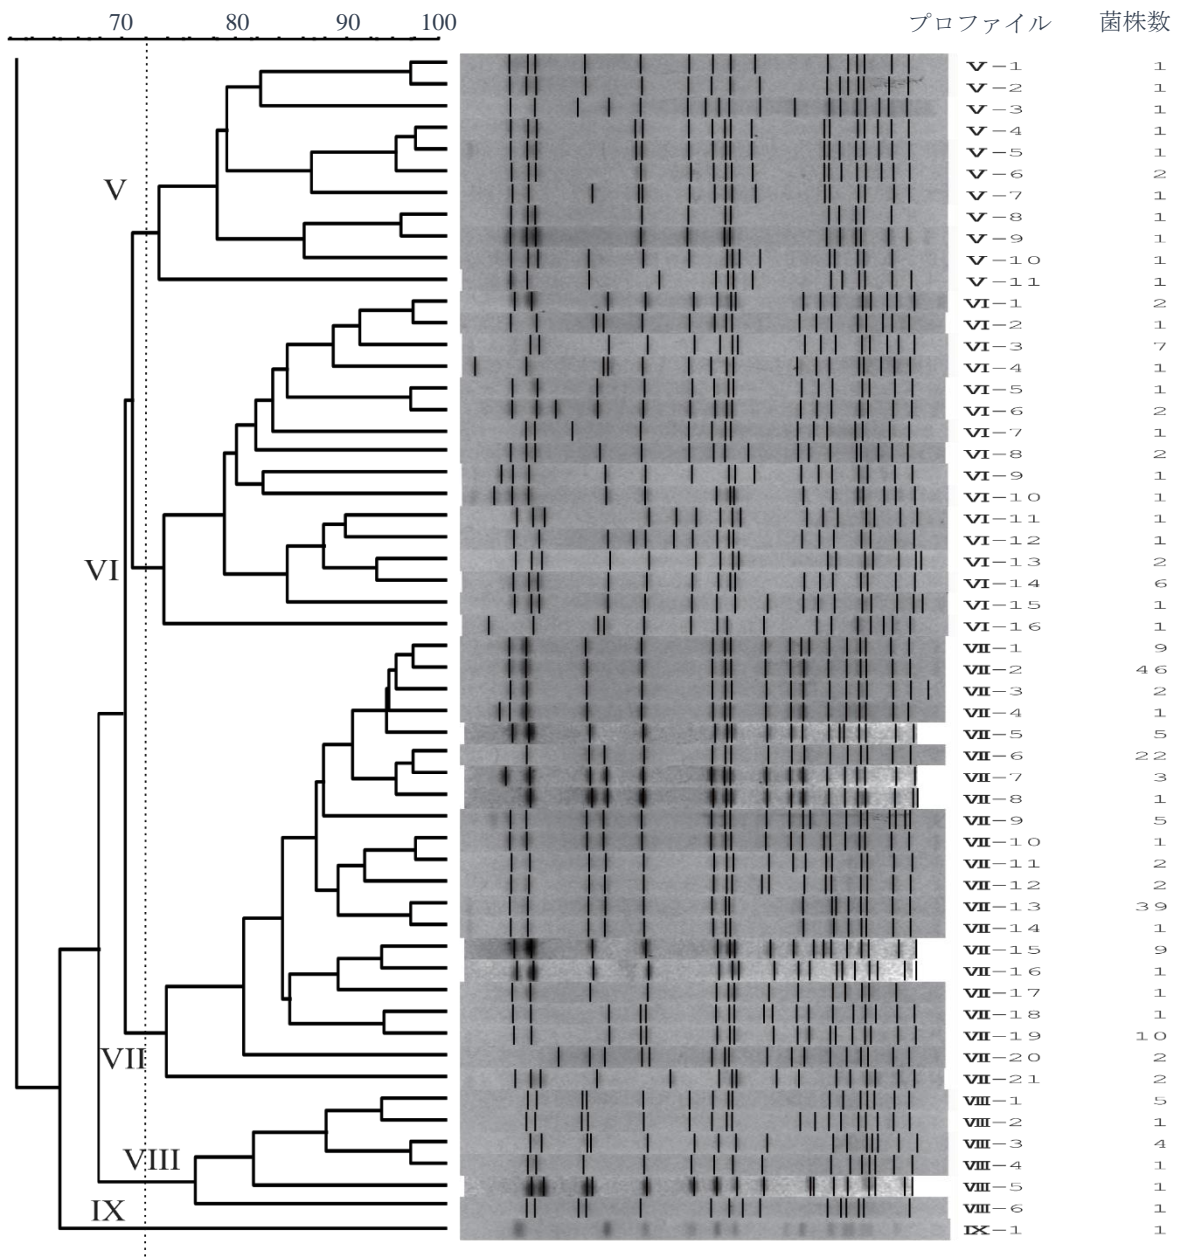 70 80 90 100 プロファイル 菌株数
V-1 1
V-2 1
V-3 1
V-4 1
V-5 1
V-6 2
V V-7 1
V-8 1
V-9 1
V-10 1
V-11 1
VI-1 2
VI-2 1
VI-3 7
VI-4 1
VI-5 1
VI-6 2
VI-7 1
VI-8 2
VI-9 1
VI-10 1
VI-11 1
VI-12 1
VI VI-13 2
VI-14 6
VI-15 1
VI-16 1
VII-1 9
VII-2 46
VII-3 2
VII-4 1
VII-5 5
VII-6 22
VII-7 3
VII-8 1
VII-9 5
VII-10 1
VII-11 2
VII-12 2
VII-13 39
VII-14 1
VII-15 9
VII-16 1
VII-17 1
VII-18 1
VII-19 10
VII VII-20 2
VII-21 2
VIII-1 5
VIII-2 1
VIII-3 4
VIII VIII-4 1
VIII-5 1
IX VIII-6 1
IX-1 1